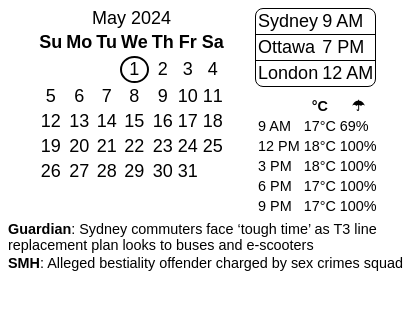 May 2024
Su Mo Tu We Th Fr Sa
1 2 3 4
5 6 7 8 9 10 11
12 13 14 15 16 17 18
19 20 21 22 23 24 25
26 27 28 29 30 31
Sydney 9 AM
Ottawa 7 PM
London 12 AM
°C ☂
9 AM 17°C 69%
12 PM 18°C 100%
3 PM 18°C 100%
6 PM 17°C 100%
9 PM 17°C 100%
Guardian: Sydney commuters face ‘tough time’ as T3 line
replacement plan looks to buses and e-scooters
SMH: Alleged bestiality offender charged by sex crimes squad